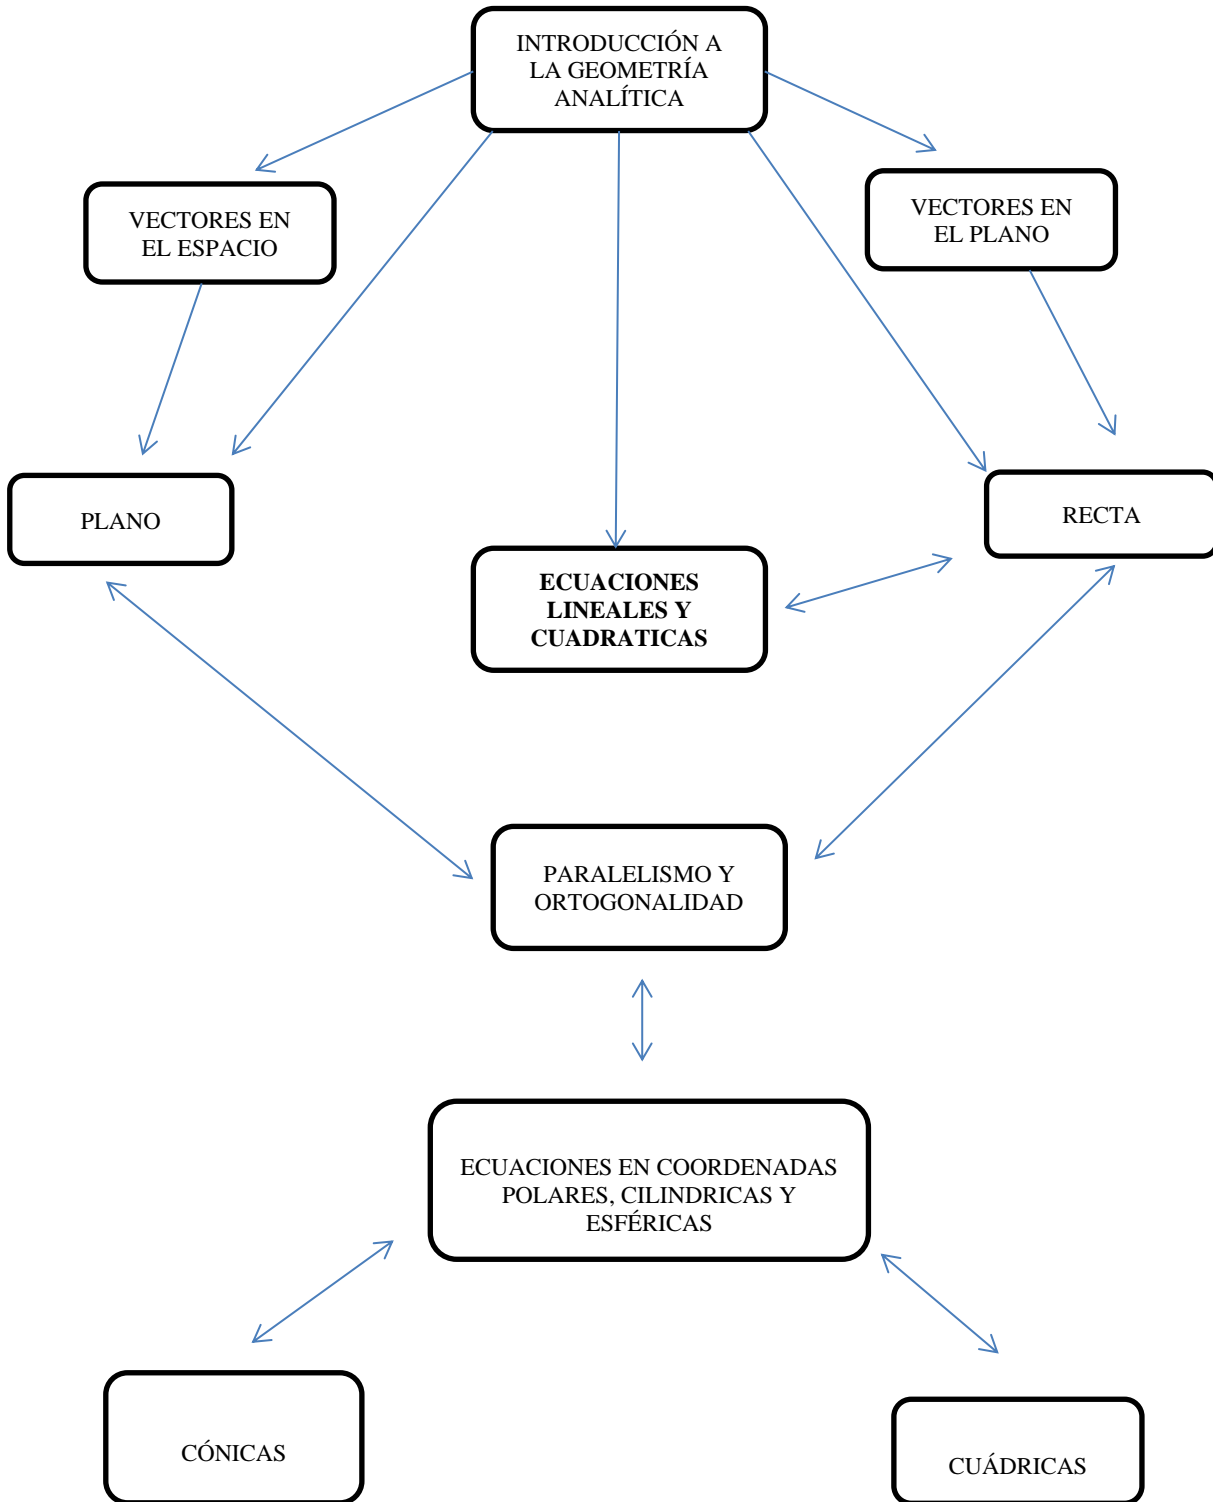 INTRODUCCIÓN A
LA GEOMETRÍA
ANALÍTICA
VECTORES EN
EL ESPACIO
VECTORES EN
EL PLANO
PLANO
RECTA
ECUACIONES
LINEALES Y
CUADRATICAS
PARALELISMO Y
ORTOGONALIDAD
ECUACIONES EN COORDENADAS
POLARES, CILINDRICAS Y
ESFÉRICAS
CÓNICAS
CUÁDRICAS